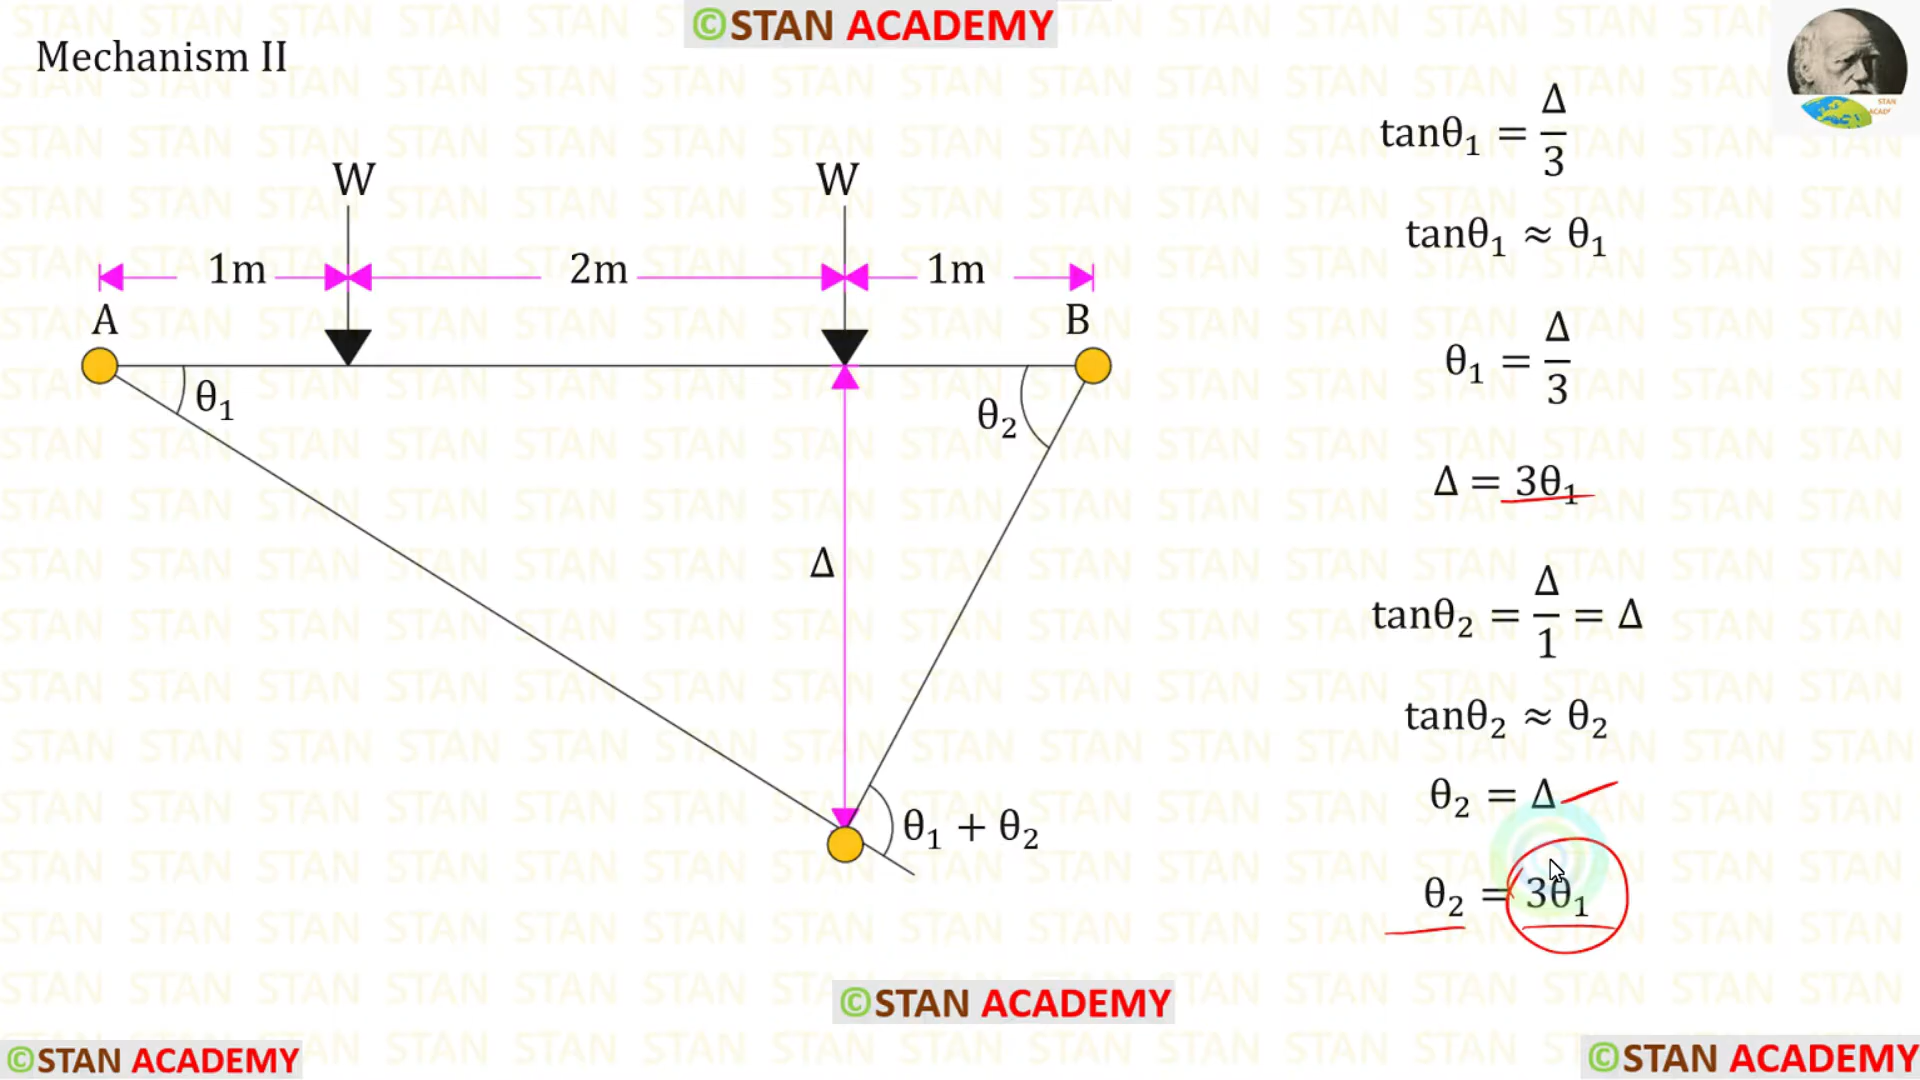 ©STAN ACADEMY
Mechanism II
W W
1m 2m 1m
A B
θ₁ θ₂
Δ
θ₁ + θ₂
tanθ₁ = Δ/3
tanθ₁ ≈ θ₁
θ₁ = Δ/3
Δ = 3θ₁
tanθ₂ = Δ/1 = Δ
tanθ₂ ≈ θ₂
θ₂ = Δ
θ₂ = 3θ₁
©STAN ACADEMY
©STAN ACADEMY
©STAN ACADEMY